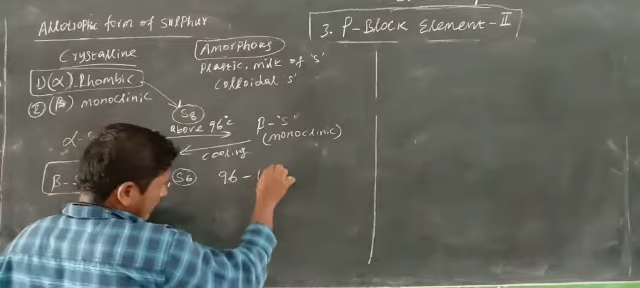 Allotropic form of Sulphur
Crystalline
1) (α) Rhombic
② (β) monoclinic
Amorphous
Plastic, milk of 's'
colloidal s'
S8
α-
above 96°C
β-'s'
(monoclinic)
cooling
β-
S6
96 -
3. P-Block Element-II